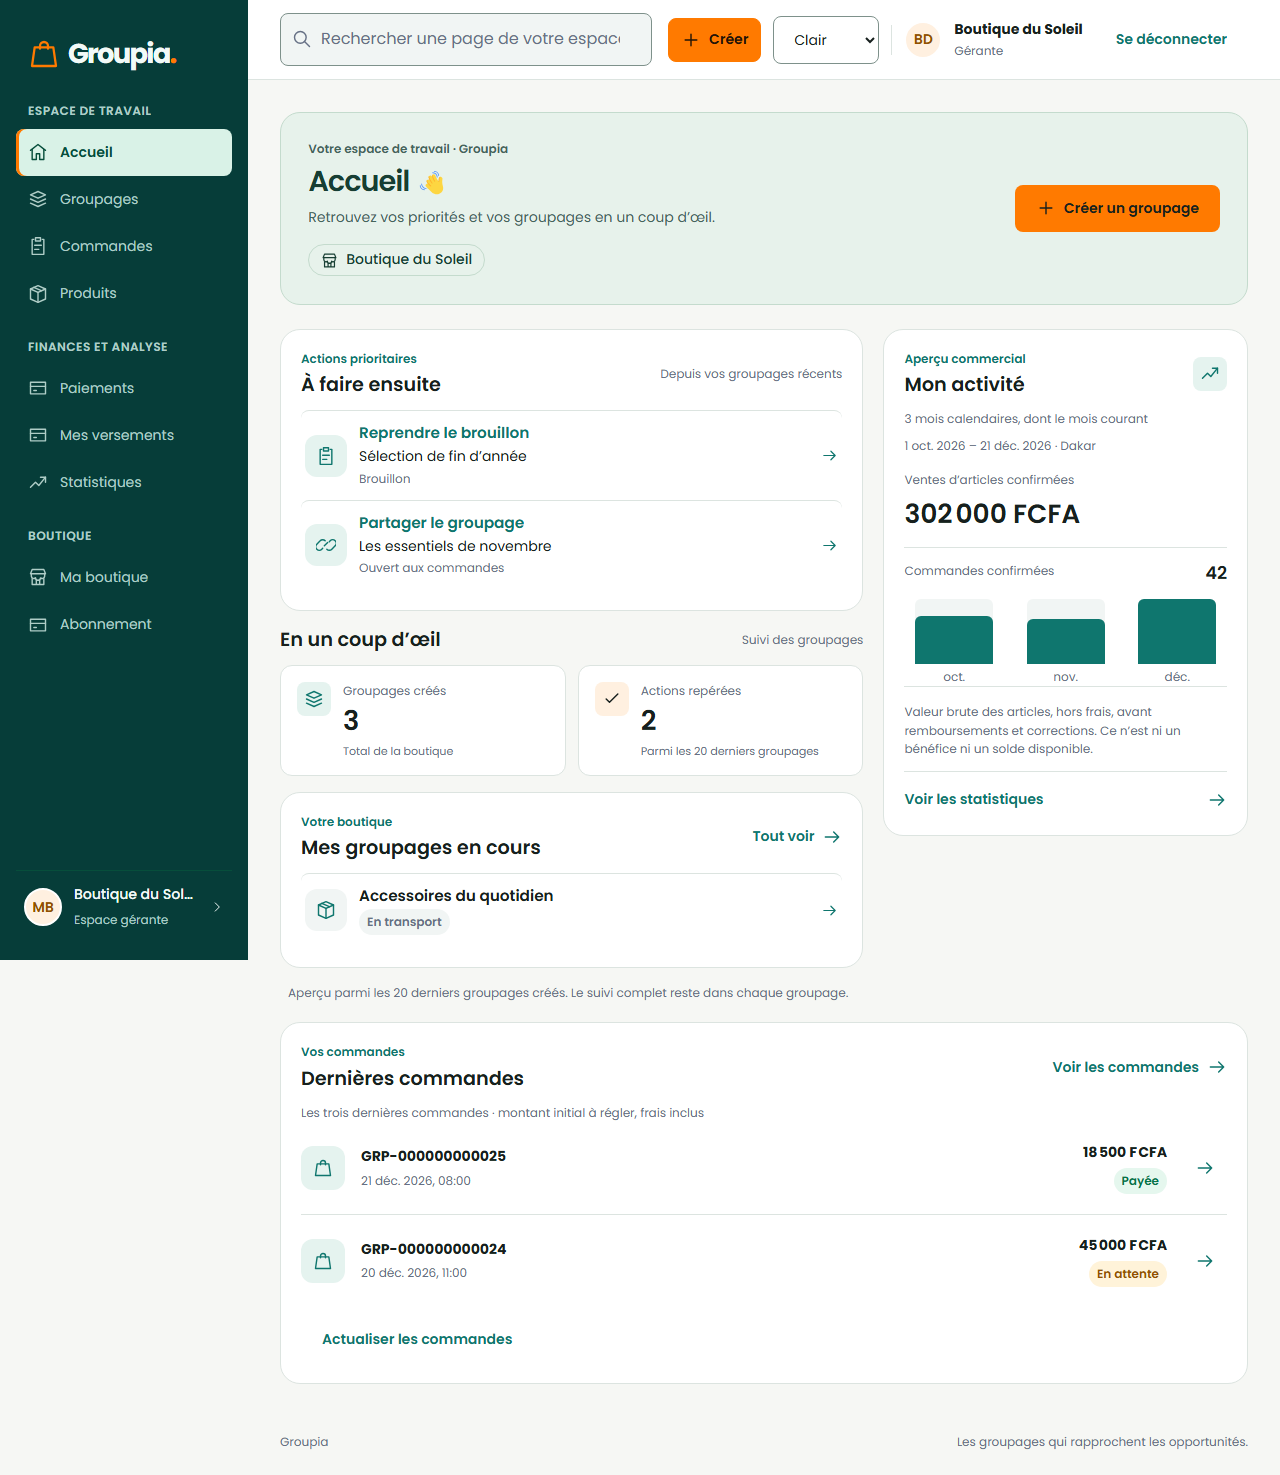 Groupia.
ESPACE DE TRAVAIL
Accueil
Groupages
Commandes
Produits
FINANCES ET ANALYSE
Paiements
Mes versements
Statistiques
BOUTIQUE
Ma boutique
Abonnement
MB
Boutique du Sol...
Espace gérante
Rechercher une page de votre espac
Créer
Clair
BD
Boutique du Soleil
Gérante
Se déconnecter
Votre espace de travail · Groupia
Accueil 👋
Retrouvez vos priorités et vos groupages en un coup d’œil.
Boutique du Soleil
Créer un groupage
Actions prioritaires
À faire ensuite
Depuis vos groupages récents
Reprendre le brouillon
Sélection de fin d’année
Brouillon
Partager le groupage
Les essentiels de novembre
Ouvert aux commandes
En un coup d’œil
Suivi des groupages
Groupages créés
3
Total de la boutique
Actions repérées
2
Parmi les 20 derniers groupages
Votre boutique
Mes groupages en cours
Tout voir
Accessoires du quotidien
En transport
Aperçu parmi les 20 derniers groupages créés. Le suivi complet reste dans chaque groupage.
Aperçu commercial
Mon activité
3 mois calendaires, dont le mois courant
1 oct. 2026 – 21 déc. 2026 · Dakar
Ventes d’articles confirmées
302 000 FCFA
Commandes confirmées
42
oct.
nov.
déc.
Valeur brute des articles, hors frais, avant
remboursements et corrections. Ce n’est ni un
bénéfice ni un solde disponible.
Voir les statistiques
Vos commandes
Dernières commandes
Voir les commandes
Les trois dernières commandes · montant initial à régler, frais inclus
GRP-000000000025
21 déc. 2026, 08:00
18 500 FCFA
Payée
GRP-000000000024
20 déc. 2026, 11:00
45 000 FCFA
En attente
Actualiser les commandes
Groupia
Les groupages qui rapprochent les opportunités.